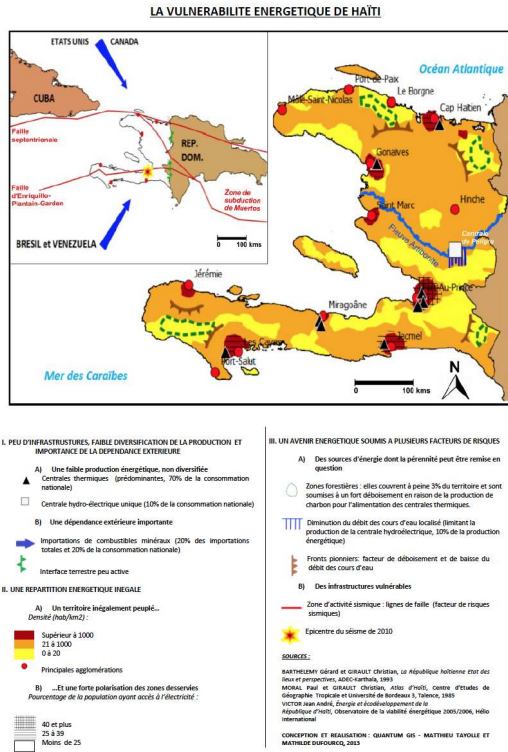 LA VULNERABILITE ENERGETIQUE DE HAÏTI
ETATS UNIS
CANADA
CUBA
Faille septentrionale
REP. DOM.
Faille d'Enriquillo-Plantain-Garden
Zone de subduction de Muertos
BRESIL et VENEZUELA
0 100 kms
Océan Atlantique
Port-de-Paix
Môle-Saint-Nicolas
Le Borgne
Cap Haïtien
Gonaïves
Hinche
Saint Marc
Fleuve Artibonite
Centrale de Péligre
Au-Prince
Jérémie
Miragoâne
Les Cayes
Jacmel
Port-Salut
Mer des Caraïbes
0 100 kms
N
I. PEU D'INFRASTRUSTURES, FAIBLE DIVERSIFICATION DE LA PRODUCTION ET
IMPORTANCE DE LA DEPENDANCE EXTERIEURE
A) Une faible production énergétique, non diversifiée
Centrales thermiques (prédominantes, 70% de la consommation
nationale)
Centrale hydro-électrique unique (10% de la consommation nationale)
B) Une dépendance extérieure importante
Importations de combustibles minéraux (20% des importations
totales et 20% de la consommation nationale)
Interface terrestre peu active
II. UNE REPARTITION ENERGETIQUE INEGALE
A) Un territoire inégalement peuplé...
Densité (hab/km2) :
Supérieur à 1000
21 à 1000
0 à 20
Principales agglomérations
B) ...Et une forte polarisation des zones desservies
Pourcentage de la population ayant accès à l'électricité :
40 et plus
25 à 39
Moins de 25
III. UN AVENIR ENERGETIQUE SOUMIS A PLUSIEURS FACTEURS DE RISQUES
A) Des sources d'énergie dont la pérennité peut être remise en
question
Zones forestières : elles couvrent à peine 3% du territoire et sont
soumises à un fort déboisement en raison de la production de
charbon pour l'alimentation des centrales thermiques.
Diminution du débit des cours d'eau localisé (limitant la
production de la centrale hydroélectrique, 10% de la production
énergétique)
Fronts pionniers: facteur de déboisement et de baisse du
débit des cours d'eau
B) Des infrastructures vulnérables
Zone d'activité sismique : lignes de faille (facteur de risques
sismiques)
Epicentre du séisme de 2010
SOURCES :
BARTHELEMY Gérard et GIRAULT Christian, La République haïtienne Etat des
lieux et perspectives, ADEC-Karthala, 1993
MORAL Paul et GIRAULT Christian, Atlas d'Haïti, Centre d'Etudes de
Géographie Tropicale et Université de Bordeaux 3, Talence, 1985
VICTOR Jean André, Énergie et écodéveloppement de la
République d'Haïti, Observatoire de la viabilité énergétique 2005/2006, Hélio
International
CONCEPTION ET REALISATION : QUANTUM GIS - MATTHIEU TAYOLLE ET
MATHILDE DUFOURCQ, 2013